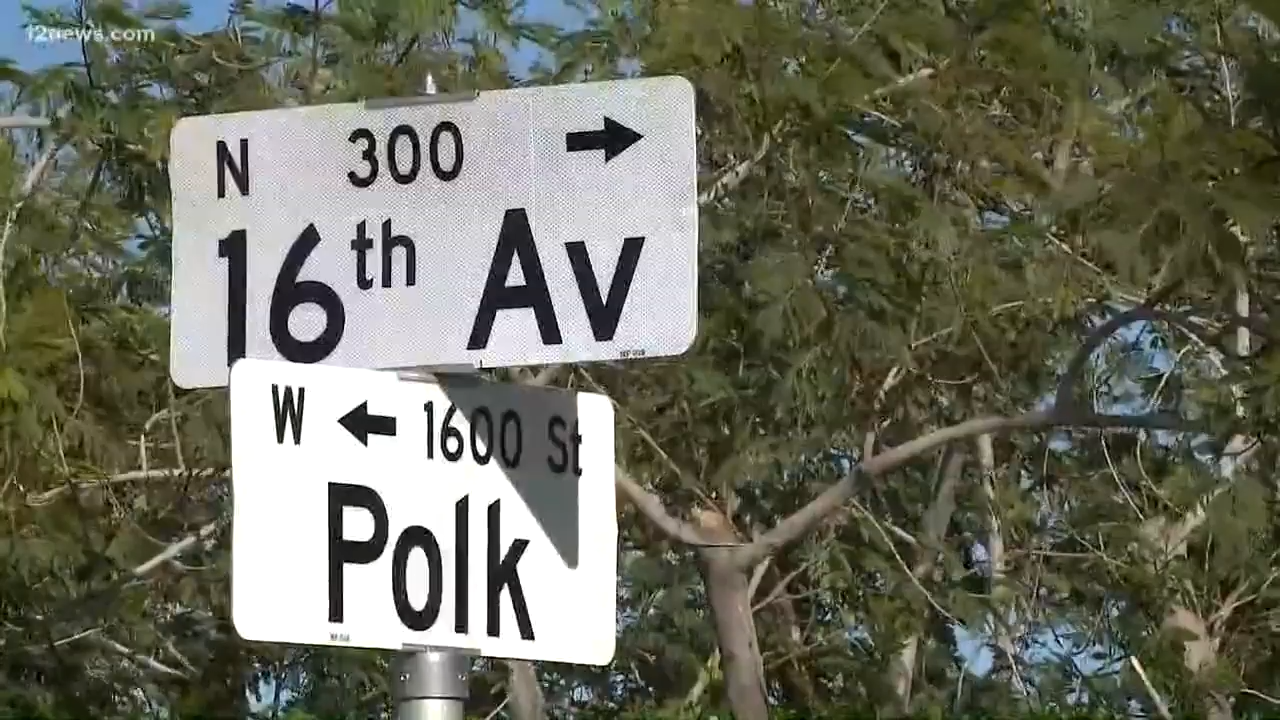 12news.com
N 300 →
16th Av
W ← 1600 St
Polk